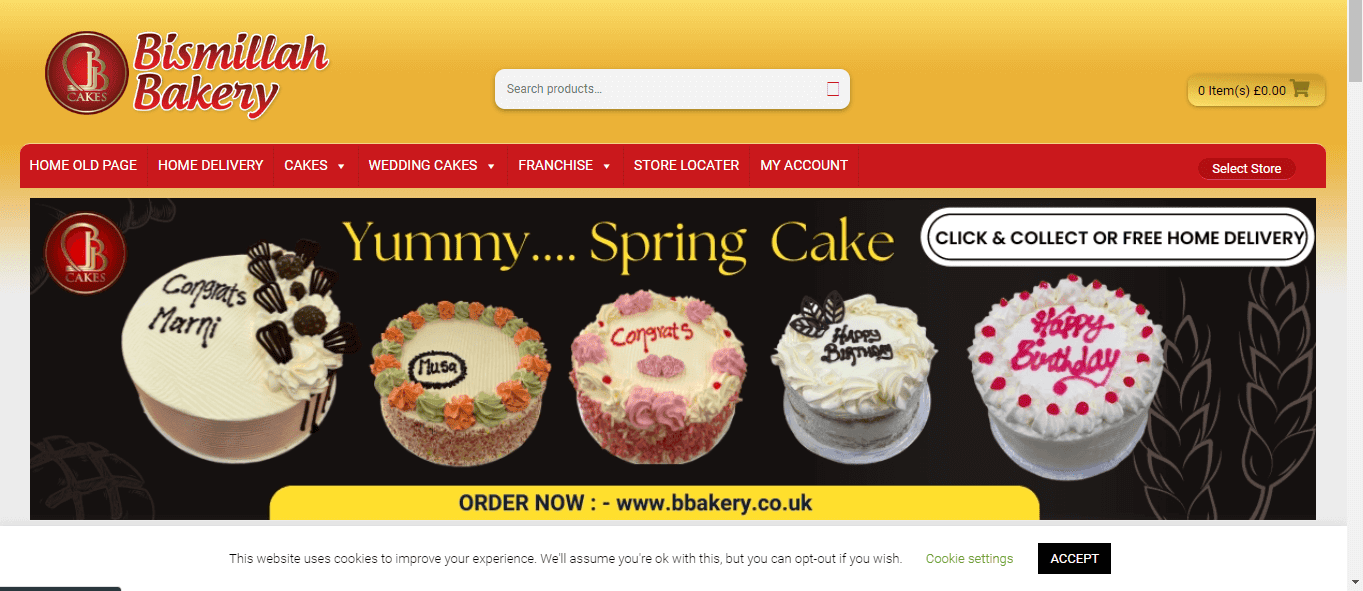 Bismillah
Bakery
JB
CAKES
Search products...
0 Item(s) £0.00
HOME OLD PAGE
HOME DELIVERY
CAKES
WEDDING CAKES
FRANCHISE
STORE LOCATER
MY ACCOUNT
Select Store
JB
CAKES
Yummy.... Spring Cake
CLICK & COLLECT OR FREE HOME DELIVERY
Congrats
Marni
Musa
Congrats
HAPPY
BIRTHDAY
Happy
Birthday
ORDER NOW : - www.bbakery.co.uk
This website uses cookies to improve your experience. We'll assume you're ok with this, but you can opt-out if you wish.
Cookie settings
ACCEPT